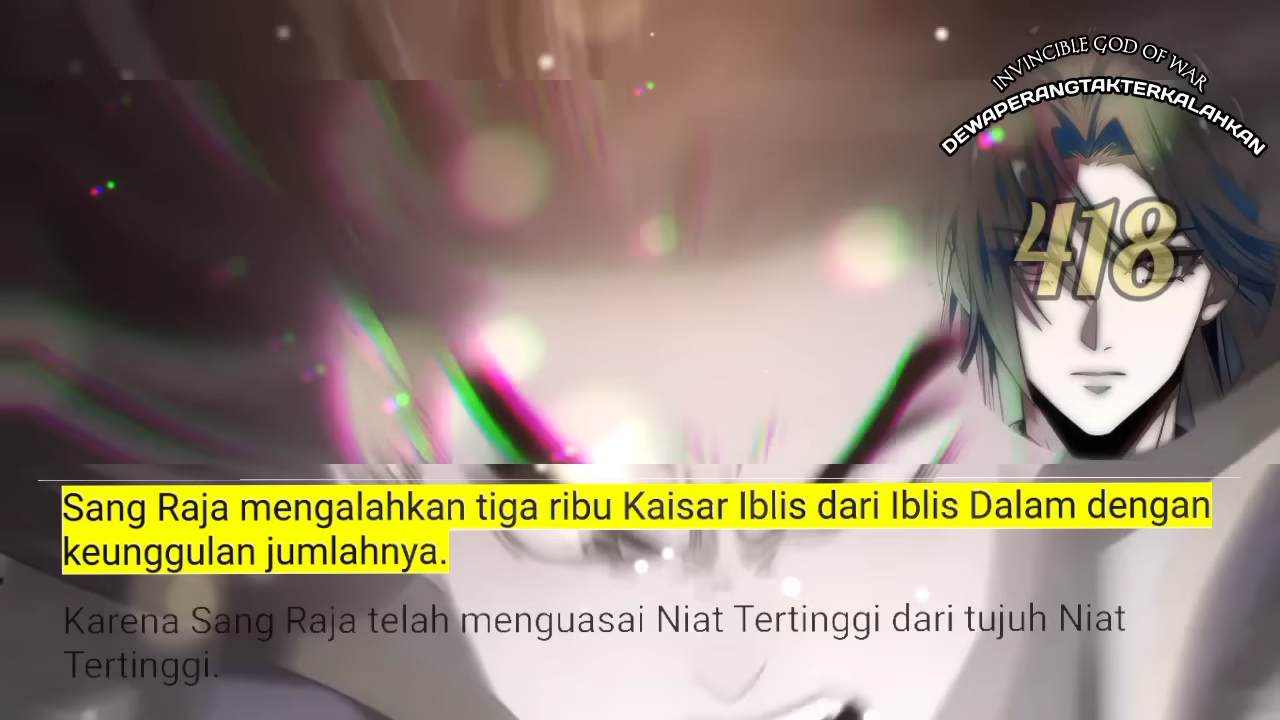 INVINCIBLE GOD OF WAR
DEWAPERANGTAKTERKALAHKAN
418
Sang Raja mengalahkan tiga ribu Kaisar Iblis dari Iblis Dalam dengan
keunggulan jumlahnya.
Karena Sang Raja telah menguasai Niat Tertinggi dari tujuh Niat
Tertinggi.